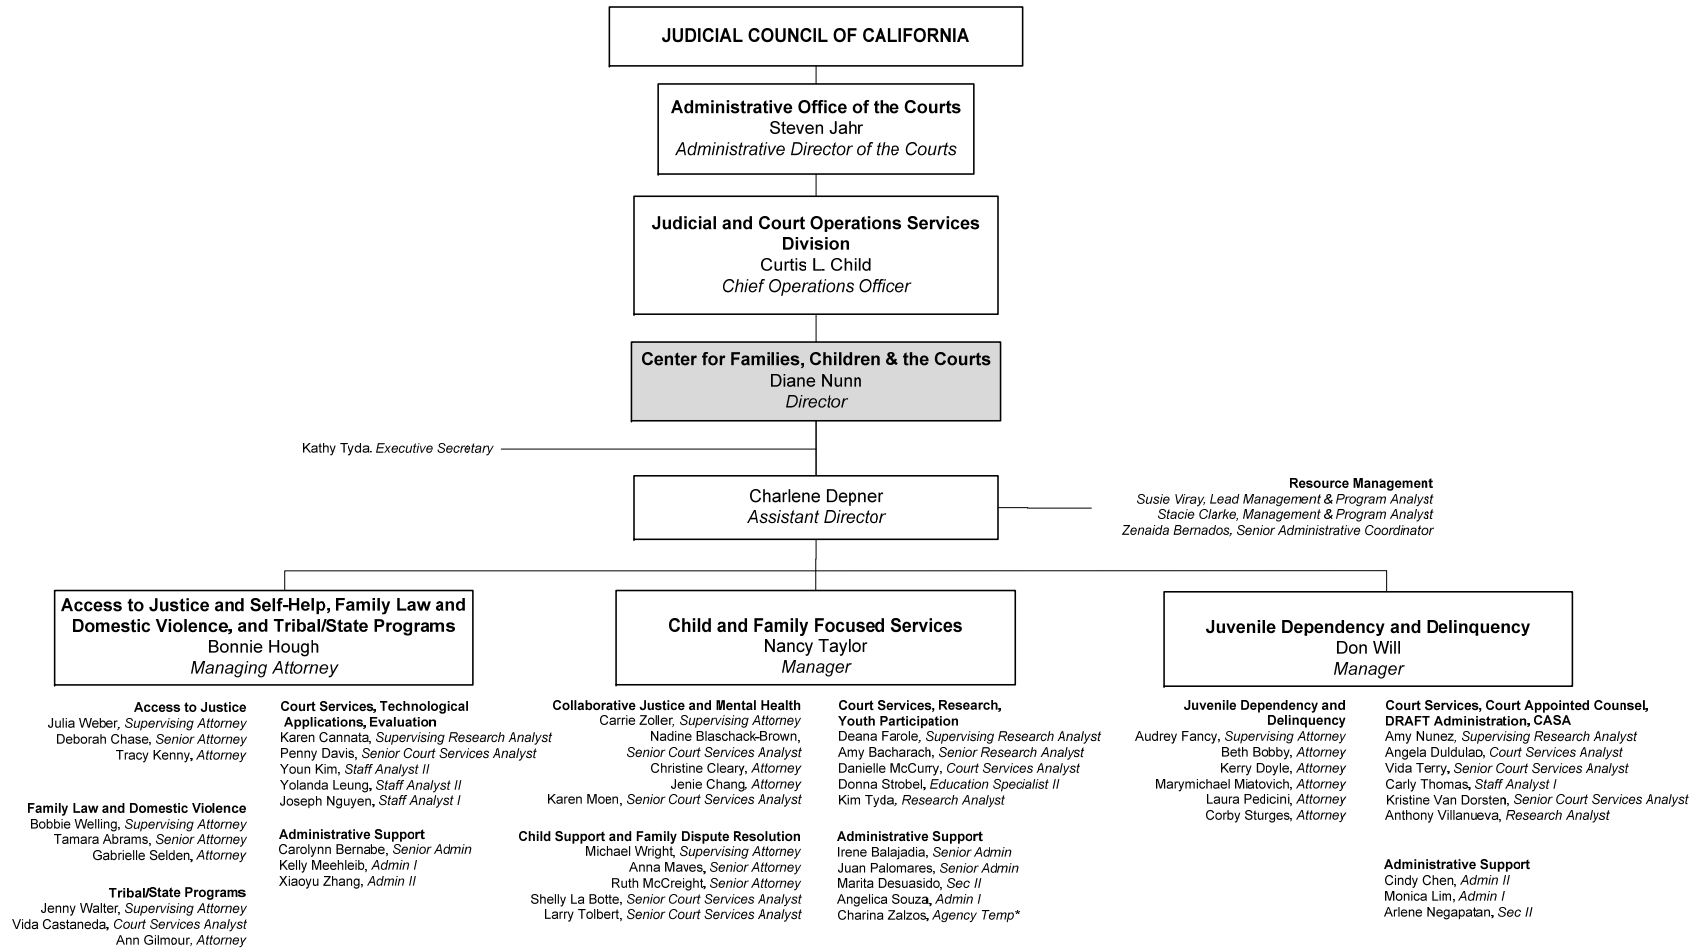 JUDICIAL COUNCIL OF CALIFORNIA
Administrative Office of the Courts
Steven Jahr
Administrative Director of the Courts
Judicial and Court Operations Services
Division
Curtis L. Child
Chief Operations Officer
Center for Families, Children & the Courts
Diane Nunn
Director
Kathy Tyda. Executive Secretary
Charlene Depner
Assistant Director
Resource Management
Susie Viray, Lead Management & Program Analyst
Stacie Clarke, Management & Program Analyst
Zenaida Bernados, Senior Administrative Coordinator
Access to Justice and Self-Help, Family Law and
Domestic Violence, and Tribal/State Programs
Bonnie Hough
Managing Attorney
Access to Justice
Julia Weber, Supervising Attorney
Deborah Chase, Senior Attorney
Tracy Kenny, Attorney
Family Law and Domestic Violence
Bobbie Welling, Supervising Attorney
Tamara Abrams, Senior Attorney
Gabrielle Selden, Attorney
Tribal/State Programs
Jenny Walter, Supervising Attorney
Vida Castaneda, Court Services Analyst
Ann Gilmour, Attorney
Court Services, Technological
Applications, Evaluation
Karen Cannata, Supervising Research Analyst
Penny Davis, Senior Court Services Analyst
Youn Kim, Staff Analyst II
Yolanda Leung, Staff Analyst II
Joseph Nguyen, Staff Analyst I
Administrative Support
Carolynn Bernabe, Senior Admin
Kelly Meehleib, Admin I
Xiaoyu Zhang, Admin II
Child and Family Focused Services
Nancy Taylor
Manager
Collaborative Justice and Mental Health
Carrie Zoller, Supervising Attorney
Nadine Blaschack-Brown,
Senior Court Services Analyst
Christine Cleary, Attorney
Jenie Chang, Attorney
Karen Moen, Senior Court Services Analyst
Child Support and Family Dispute Resolution
Michael Wright, Supervising Attorney
Anna Maves, Senior Attorney
Ruth McCreight, Senior Attorney
Shelly La Botte, Senior Court Services Analyst
Larry Tolbert, Senior Court Services Analyst
Court Services, Research,
Youth Participation
Deana Farole, Supervising Research Analyst
Amy Bacharach, Senior Research Analyst
Danielle McCurry, Court Services Analyst
Donna Strobel, Education Specialist II
Kim Tyda, Research Analyst
Administrative Support
Irene Balajadia, Senior Admin
Juan Palomares, Senior Admin
Marita Desuasido, Sec II
Angelica Souza, Admin I
Charina Zalzos, Agency Temp*
Juvenile Dependency and Delinquency
Don Will
Manager
Juvenile Dependency and
Delinquency
Audrey Fancy, Supervising Attorney
Beth Bobby, Attorney
Kerry Doyle, Attorney
Marymichael Miatovich, Attorney
Laura Pedicini, Attorney
Corby Sturges, Attorney
Court Services, Court Appointed Counsel,
DRAFT Administration, CASA
Amy Nunez, Supervising Research Analyst
Angela Duldulao, Court Services Analyst
Vida Terry, Senior Court Services Analyst
Carly Thomas, Staff Analyst I
Kristine Van Dorsten, Senior Court Services Analyst
Anthony Villanueva, Research Analyst
Administrative Support
Cindy Chen, Admin II
Monica Lim, Admin I
Arlene Negapatan, Sec II